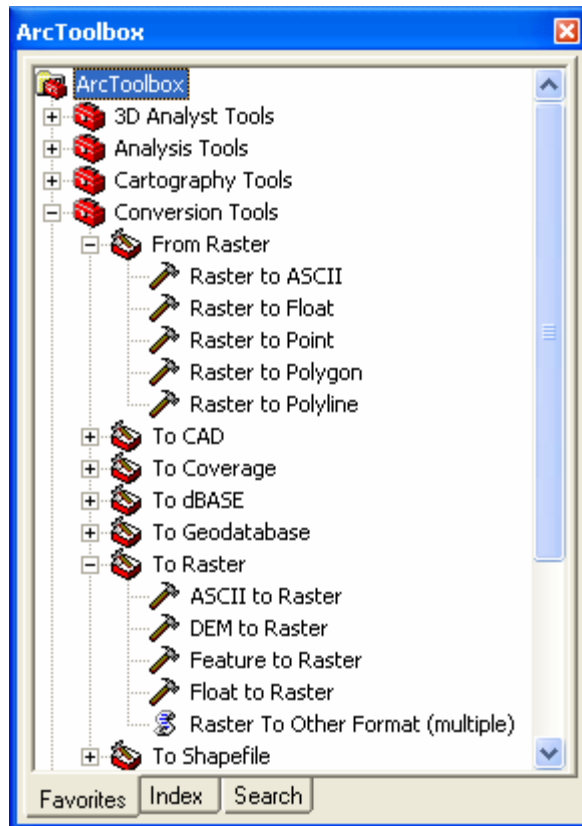 ArcToolbox
ArcToolbox
3D Analyst Tools
Analysis Tools
Cartography Tools
Conversion Tools
From Raster
Raster to ASCII
Raster to Float
Raster to Point
Raster to Polygon
Raster to Polyline
To CAD
To Coverage
To dBASE
To Geodatabase
To Raster
ASCII to Raster
DEM to Raster
Feature to Raster
Float to Raster
Raster To Other Format (multiple)
To Shapefile
Favorites Index Search